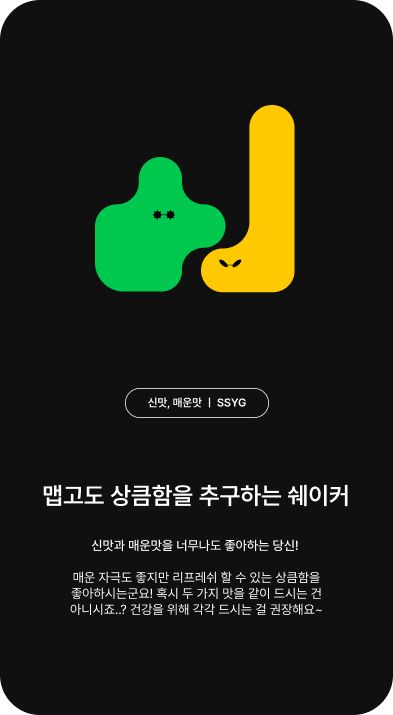 신맛, 매운맛 | SSYG
맵고도 상큼함을 추구하는 쉐이커
신맛과 매운맛을 너무나도 좋아하는 당신!
매운 자극도 좋지만 리프레쉬 할 수 있는 상큼함을
좋아하시는군요! 혹시 두 가지 맛을 같이 드시는 건
아니시죠..? 건강을 위해 각각 드시는 걸 권장해요~